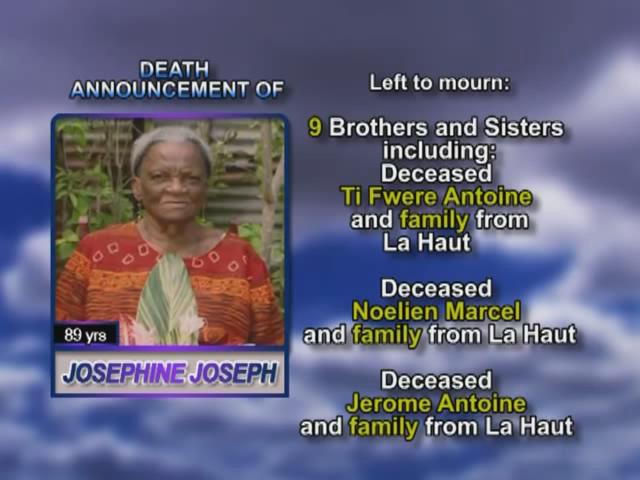 DEATH
ANNOUNCEMENT OF
89 yrs
JOSEPHINE JOSEPH
Left to mourn:
9 Brothers and Sisters
including:
Deceased
Ti Fwere Antoine
and family from
La Haut
Deceased
Noelien Marcel
and family from La Haut
Deceased
Jerome Antoine
and family from La Haut